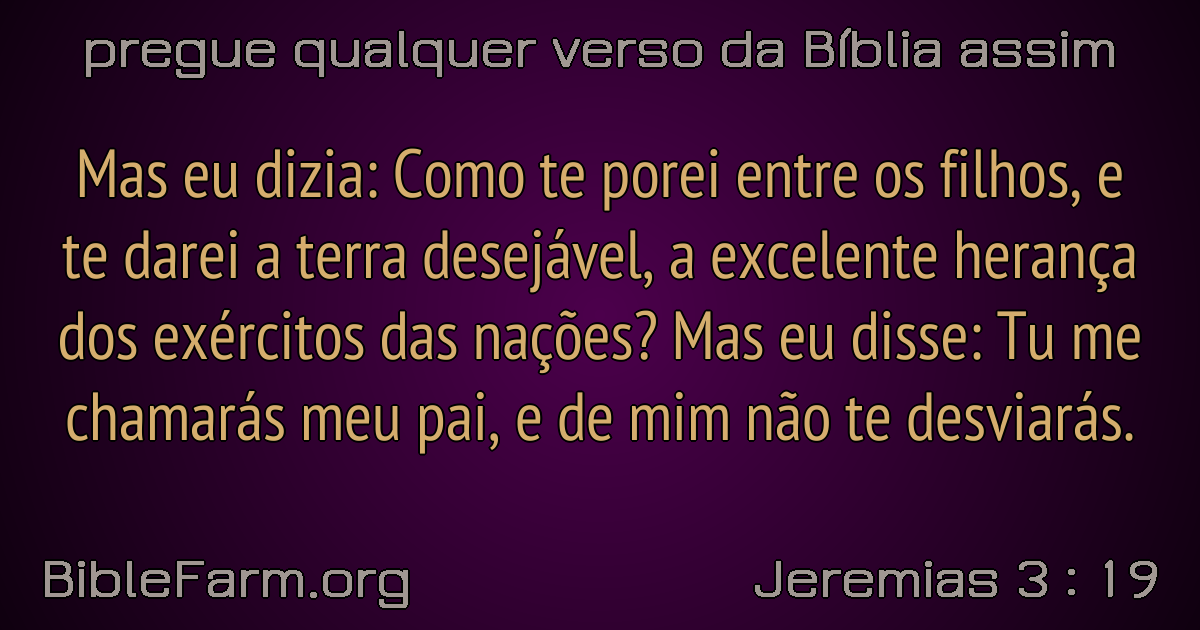 pregue qualquer verso da Bíblia assim
Mas eu dizia: Como te porei entre os filhos, e
te darei a terra desejável, a excelente herança
dos exércitos das nações? Mas eu disse: Tu me
chamarás meu pai, e de mim não te desviarás.
BibleFarm.org
Jeremias 3 : 19